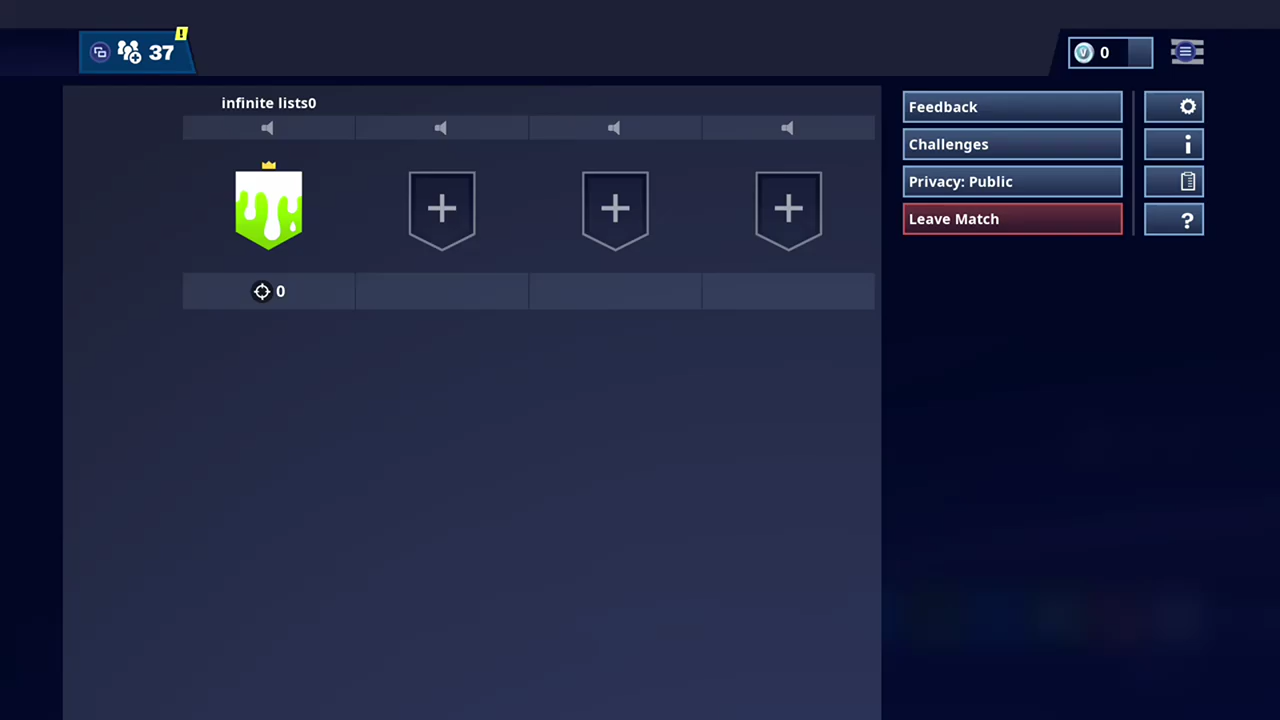 37
!
V 0
infinite lists0
0
Feedback
Challenges
i
Privacy: Public
Leave Match
?